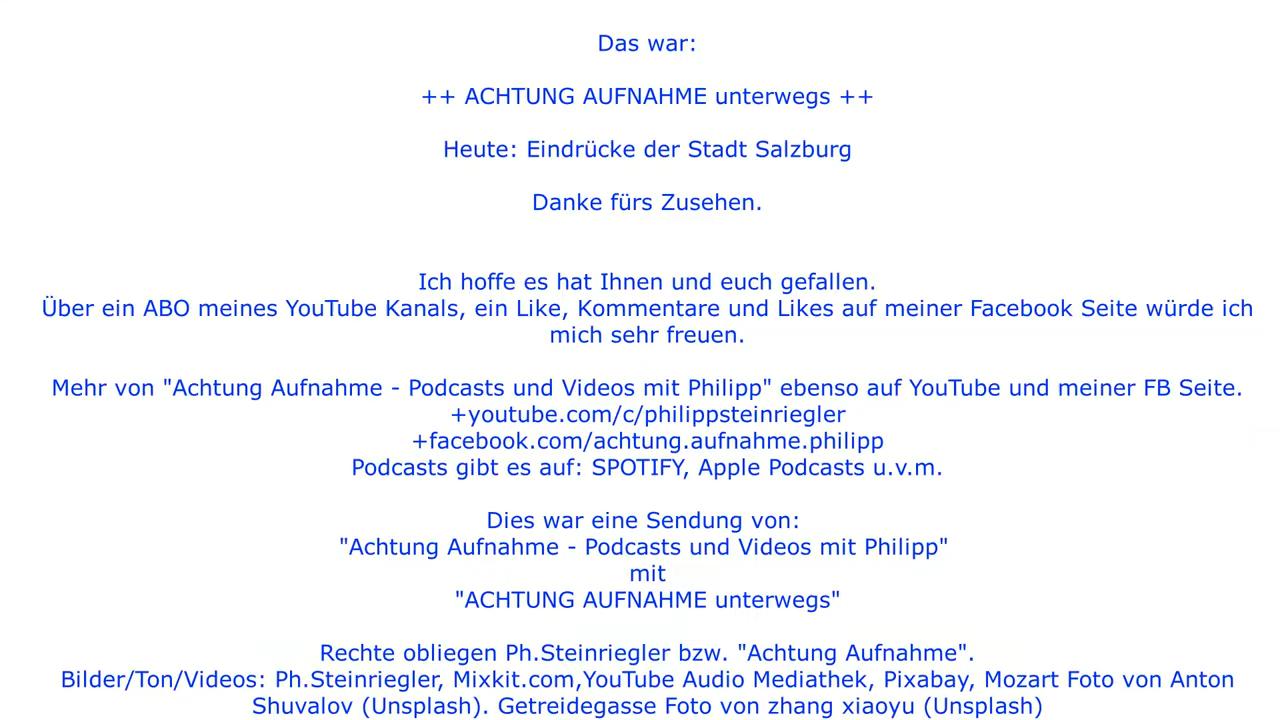 Das war:
++ ACHTUNG AUFNAHME unterwegs ++
Heute: Eindrücke der Stadt Salzburg
Danke fürs Zusehen.
Ich hoffe es hat Ihnen und euch gefallen.
Über ein ABO meines YouTube Kanals, ein Like, Kommentare und Likes auf meiner Facebook Seite würde ich
mich sehr freuen.
Mehr von "Achtung Aufnahme - Podcasts und Videos mit Philipp" ebenso auf YouTube und meiner FB Seite.
+youtube.com/c/philippsteinriegler
+facebook.com/achtung.aufnahme.philipp
Podcasts gibt es auf: SPOTIFY, Apple Podcasts u.v.m.
Dies war eine Sendung von:
"Achtung Aufnahme - Podcasts und Videos mit Philipp"
mit
"ACHTUNG AUFNAHME unterwegs"
Rechte obliegen Ph.Steinriegler bzw. "Achtung Aufnahme".
Bilder/Ton/Videos: Ph.Steinriegler, Mixkit.com,YouTube Audio Mediathek, Pixabay, Mozart Foto von Anton
Shuvalov (Unsplash). Getreidegasse Foto von zhang xiaoyu (Unsplash)